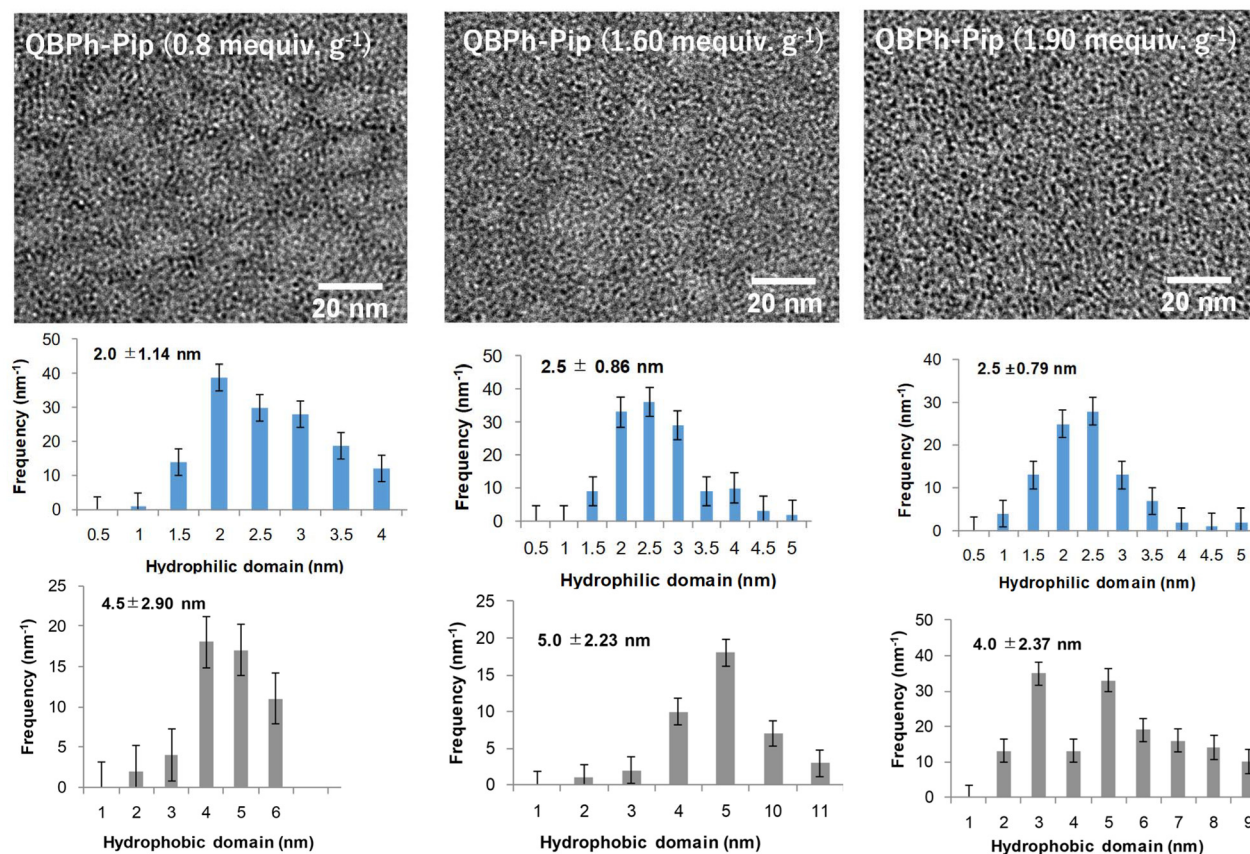 QBPh-Pip (0.8 mequiv. g-1)
20 nm
QBPh-Pip (1.60 mequiv. g-1)
20 nm
QBPh-Pip (1.90 mequiv. g-1)
20 nm
2.0 ±1.14 nm
Frequency (nm-1)
50
40
30
20
10
0
0.5 1 1.5 2 2.5 3 3.5 4
Hydrophilic domain (nm)
2.5 ± 0.86 nm
Frequency (nm-1)
50
40
30
20
10
0
0.5 1 1.5 2 2.5 3 3.5 4 4.5 5
Hydrophilic domain (nm)
2.5 ±0.79 nm
Frequency (nm-1)
40
30
20
10
0
0.5 1 1.5 2 2.5 3 3.5 4 4.5 5
Hydrophilic domain (nm)
4.5±2.90 nm
Frequency (nm-1)
25
20
15
10
5
0
1 2 3 4 5 6
Hydrophobic domain (nm)
5.0 ±2.23 nm
Frequency (nm-1)
25
20
15
10
5
0
1 2 3 4 5 10 11
Hydrophobic domain (nm)
4.0 ±2.37 nm
Frequency (nm-1)
50
40
30
20
10
0
1 2 3 4 5 6 7 8 9
Hydrophobic domain (nm)